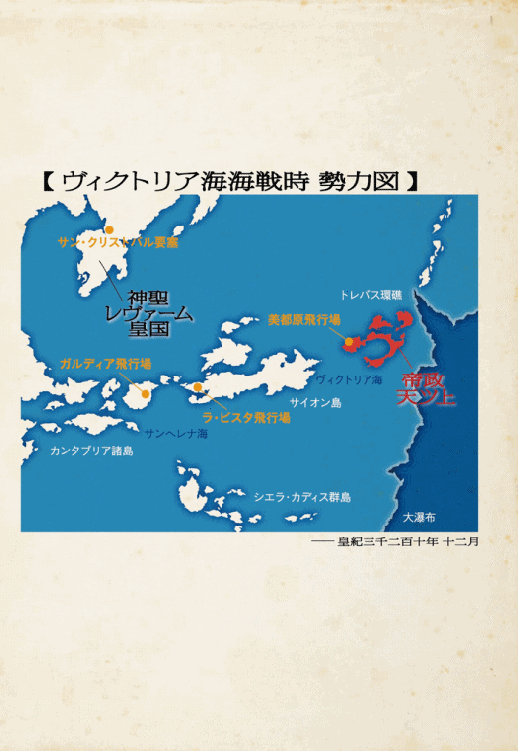 【ヴィクトリア海海戦時 勢力図】
サン・クリストバル要塞
神聖
レヴァーム
皇国
トレバス環礁
美都原飛行場
ガルディア飛行場
ヴィクトリア海
帝政
天ツ上
サイオン島
ラ・ビスタ飛行場
サンヘレナ海
カンタブリア諸島
シエラ・カディス群島
大瀑布
―― 皇紀三千二百十年 十二月